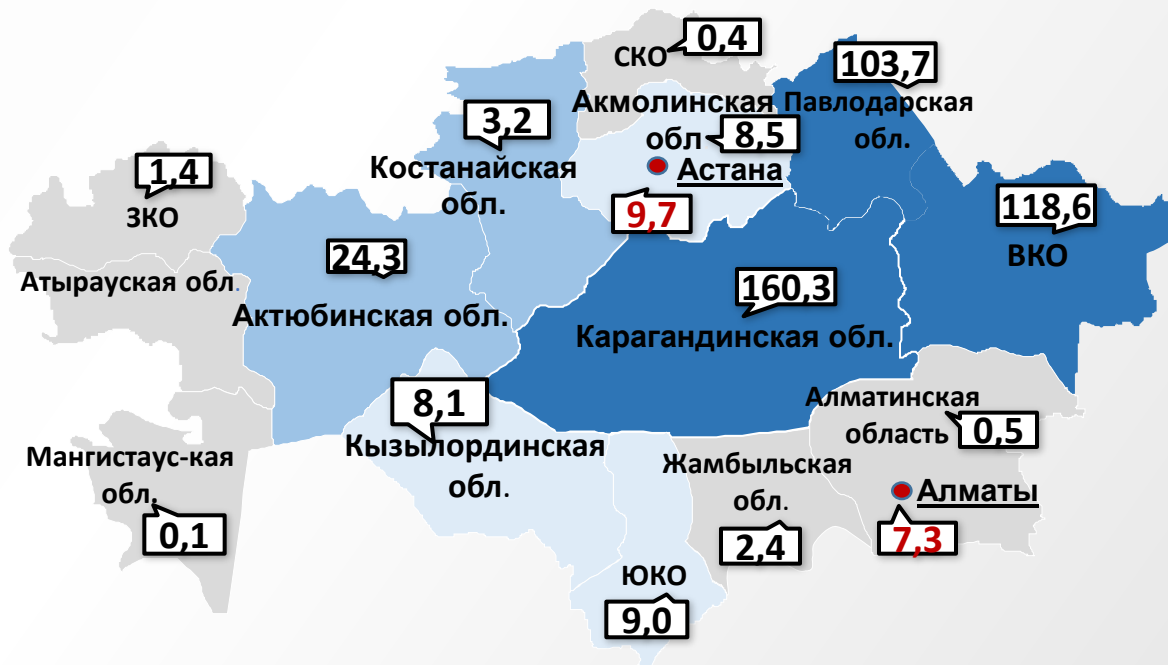 СКО
0,4
103,7
Акмолинская
обл
8,5
Павлодарская
обл.
3,2
Костанайская
обл.
Астана
9,7
1,4
ЗКО
118,6
ВКО
Атырауская обл.
24,3
Актюбинская обл.
160,3
Карагандинская обл.
8,1
Кызылординская
обл.
Алматинская
область
0,5
Мангистаус-кая
обл.
0,1
Жамбыльская
обл.
2,4
Алматы
7,3
ЮКО
9,0